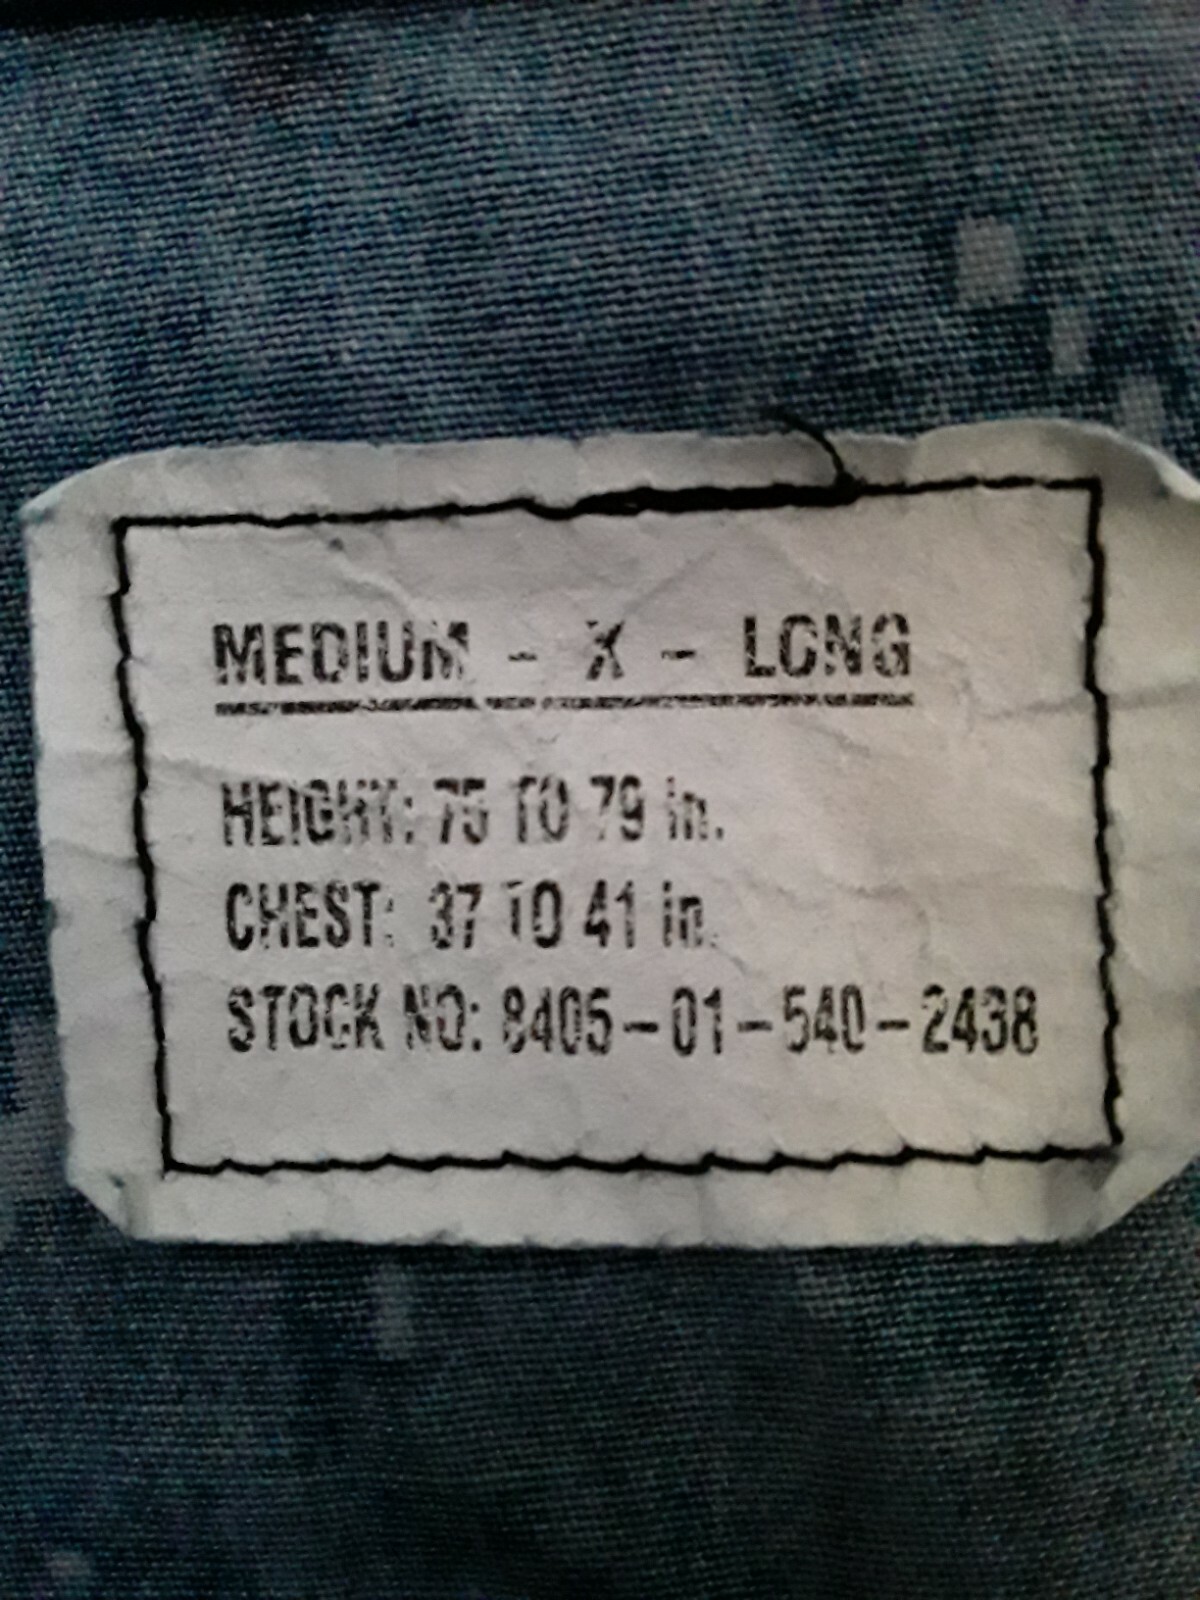 MEDIUM - X - LONG
HEIGHT: 75 TO 79 in.
CHEST: 37 TO 41 in.
STOCK NO: 8405-01-540-2438